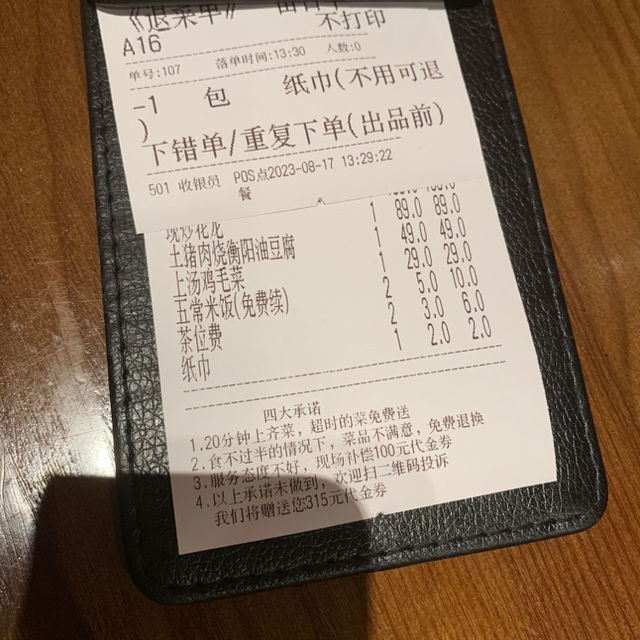 《退菜单》
不打印
A16
单号:107 落单时间:13:30 人数:0
-1 包 纸巾(不用可退
)
下错单/重复下单(出品前)
501 收银员 POS点2023-08-17 13:29:22
餐
现炒花龙
土猪肉烧衡阳油豆腐 1 89.0 89.0
上汤鸡毛菜 1 49.0 49.0
五常米饭(免费续) 1 29.0 29.0
茶位费 2 5.0 10.0
纸巾 2 3.0 6.0
1 2.0 2.0
四大承诺
1.20分钟上齐菜，超时的菜免费送
2.食不过半的情况下，菜品不满意，免费退换
3.服务态度不好，现场补偿100元代金券
4.以上承诺未做到，欢迎扫二维码投诉
我们将赠送您315元代金券